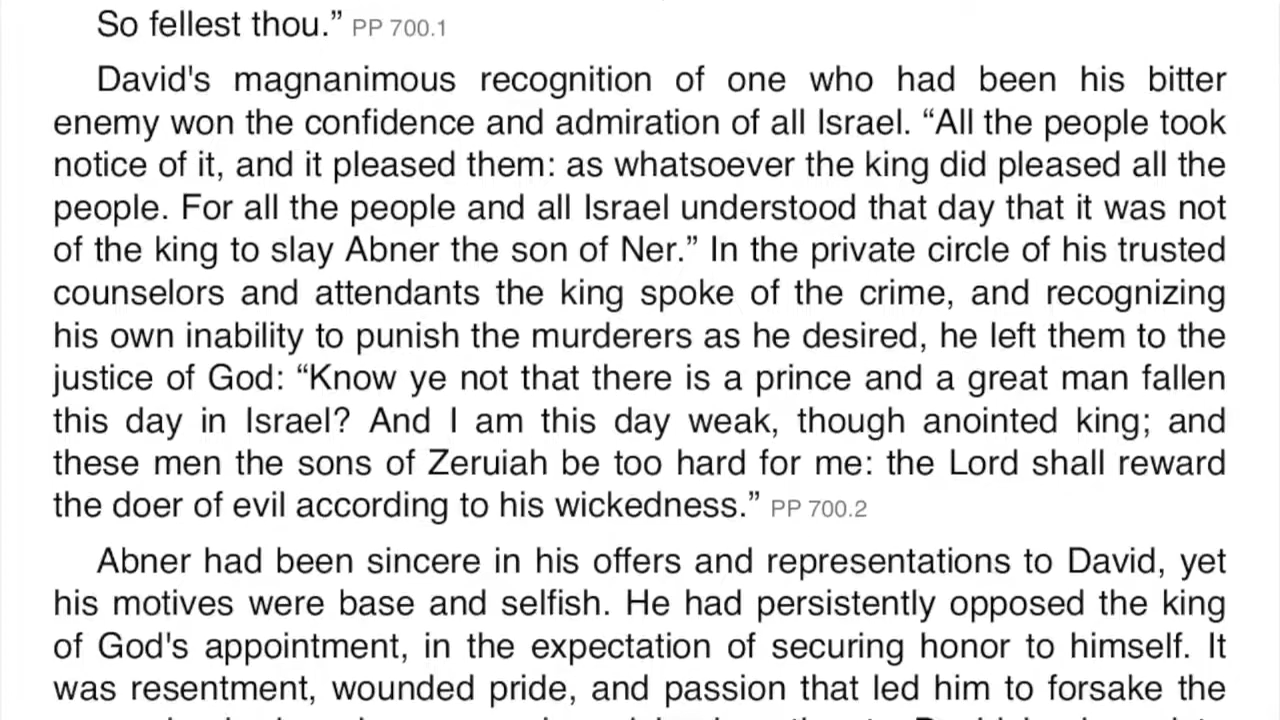 So fellest thou.” PP 700.1
David's magnanimous recognition of one who had been his bitter
enemy won the confidence and admiration of all Israel. “All the people took
notice of it, and it pleased them: as whatsoever the king did pleased all the
people. For all the people and all Israel understood that day that it was not
of the king to slay Abner the son of Ner.” In the private circle of his trusted
counselors and attendants the king spoke of the crime, and recognizing
his own inability to punish the murderers as he desired, he left them to the
justice of God: “Know ye not that there is a prince and a great man fallen
this day in Israel? And I am this day weak, though anointed king; and
these men the sons of Zeruiah be too hard for me: the Lord shall reward
the doer of evil according to his wickedness.” PP 700.2
Abner had been sincere in his offers and representations to David, yet
his motives were base and selfish. He had persistently opposed the king
of God's appointment, in the expectation of securing honor to himself. It
was resentment, wounded pride, and passion that led him to forsake the